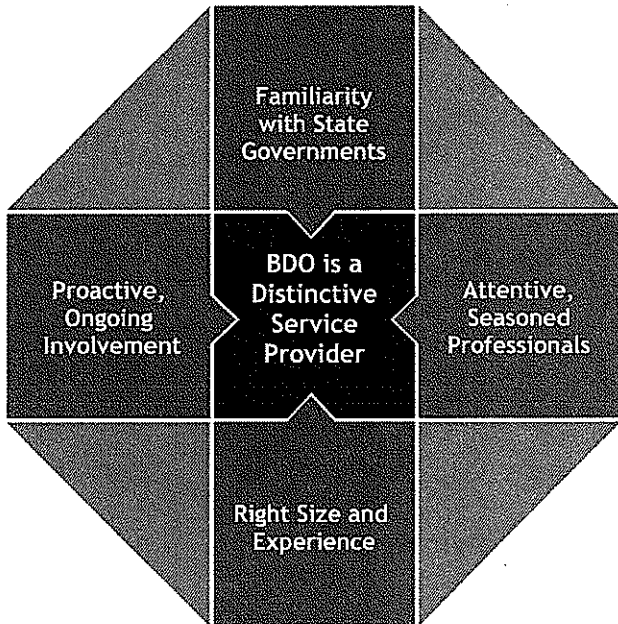 Familiarity
with State
Governments
Proactive,
Ongoing
Involvement
BDO is a
Distinctive
Service
Provider
Attentive,
Seasoned
Professionals
Right Size and
Experience